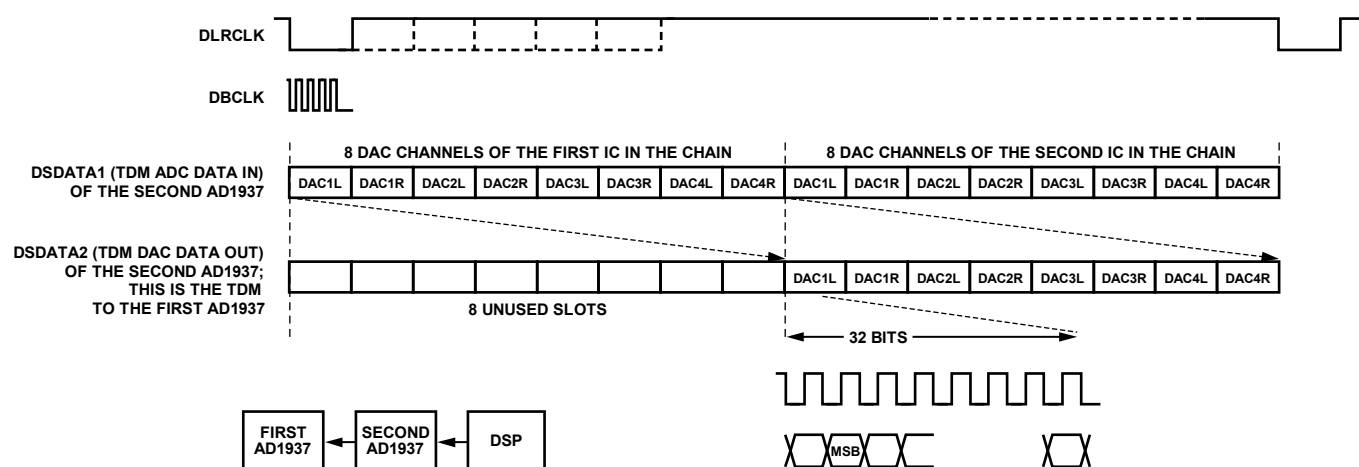 DLRCLK
DBCLK
8 DAC CHANNELS OF THE FIRST IC IN THE CHAIN
8 DAC CHANNELS OF THE SECOND IC IN THE CHAIN
DSDATA1 (TDM ADC DATA IN)
OF THE SECOND AD1937
DAC1L DAC1R DAC2L DAC2R DAC3L DAC3R DAC4L DAC4R DAC1L DAC1R DAC2L DAC2R DAC3L DAC3R DAC4L DAC4R
DSDATA2 (TDM DAC DATA OUT)
OF THE SECOND AD1937;
THIS IS THE TDM
TO THE FIRST AD1937
DAC1L DAC1R DAC2L DAC2R DAC3L DAC3R DAC4L DAC4R
8 UNUSED SLOTS
32 BITS
FIRST
AD1937
SECOND
AD1937
DSP
MSB